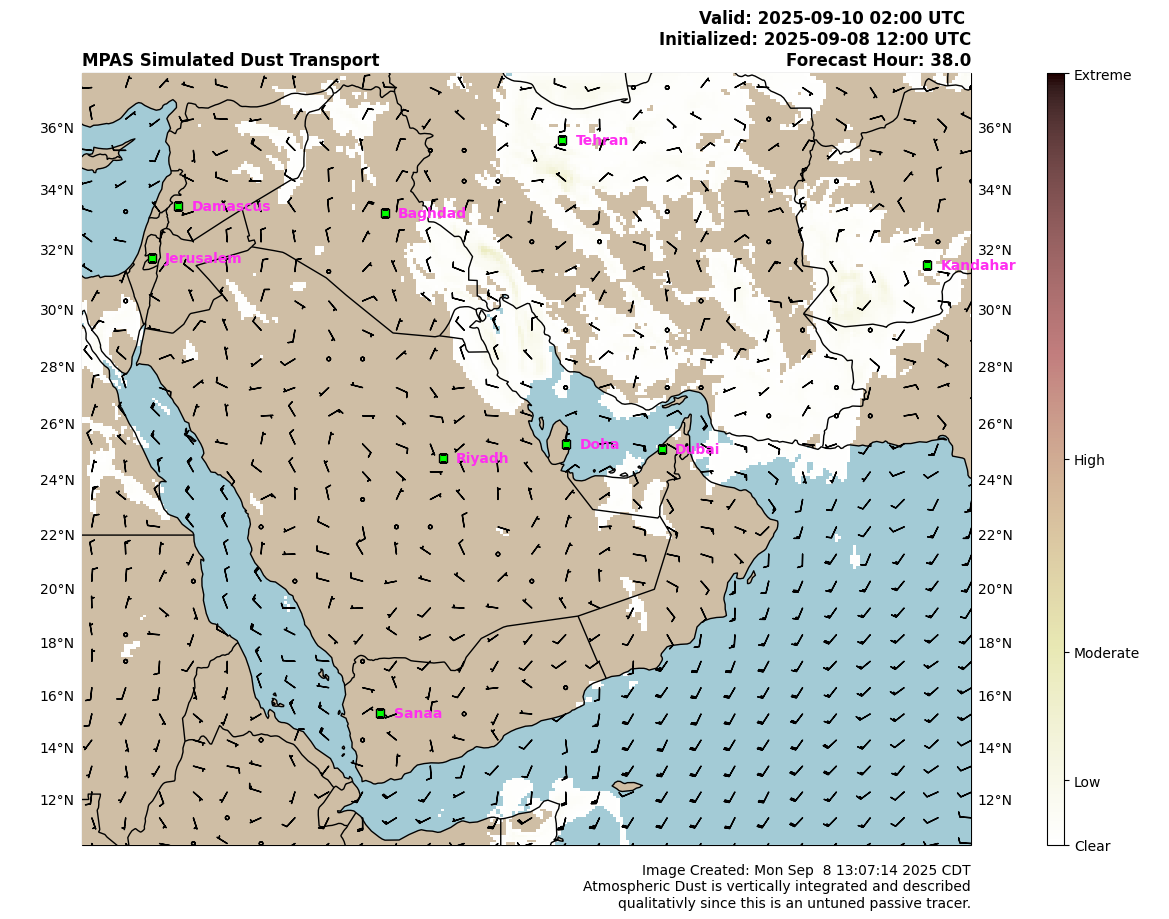 Valid: 2025-09-10 02:00 UTC
Initialized: 2025-09-08 12:00 UTC
MPAS Simulated Dust Transport
Forecast Hour: 38.0
Extreme
36°N
Tehran
36°N
34°N
Damascus
Baghdad
34°N
32°N
Jerusalem
Kandahar
32°N
30°N
30°N
28°N
28°N
26°N
Doha
Dubai
26°N
Riyadh
High
24°N
24°N
22°N
22°N
20°N
20°N
18°N
18°N
Moderate
16°N
Sanaa
16°N
14°N
14°N
Low
12°N
12°N
Clear
Image Created: Mon Sep  8 13:07:14 2025 CDT
Atmospheric Dust is vertically integrated and described
qualitativly since this is an untuned passive tracer.